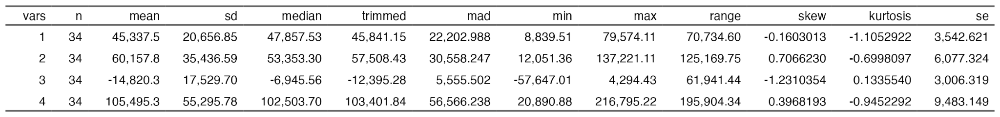 vars n mean sd median trimmed mad min max range skew kurtosis se
1 34 45,337.5 20,656.85 47,857.53 45,841.15 22,202.988 8,839.51 79,574.11 70,734.60 -0.1603013 -1.1052922 3,542.621
2 34 60,157.8 35,436.59 53,353.30 57,508.43 30,558.247 12,051.36 137,221.11 125,169.75 0.7066230 -0.6998097 6,077.324
3 34 -14,820.3 17,529.70 -6,945.56 -12,395.28 5,555.502 -57,647.01 4,294.43 61,941.44 -1.2310354 0.1335540 3,006.319
4 34 105,495.3 55,295.78 102,503.70 103,401.84 56,566.238 20,890.88 216,795.22 195,904.34 0.3968193 -0.9452292 9,483.149